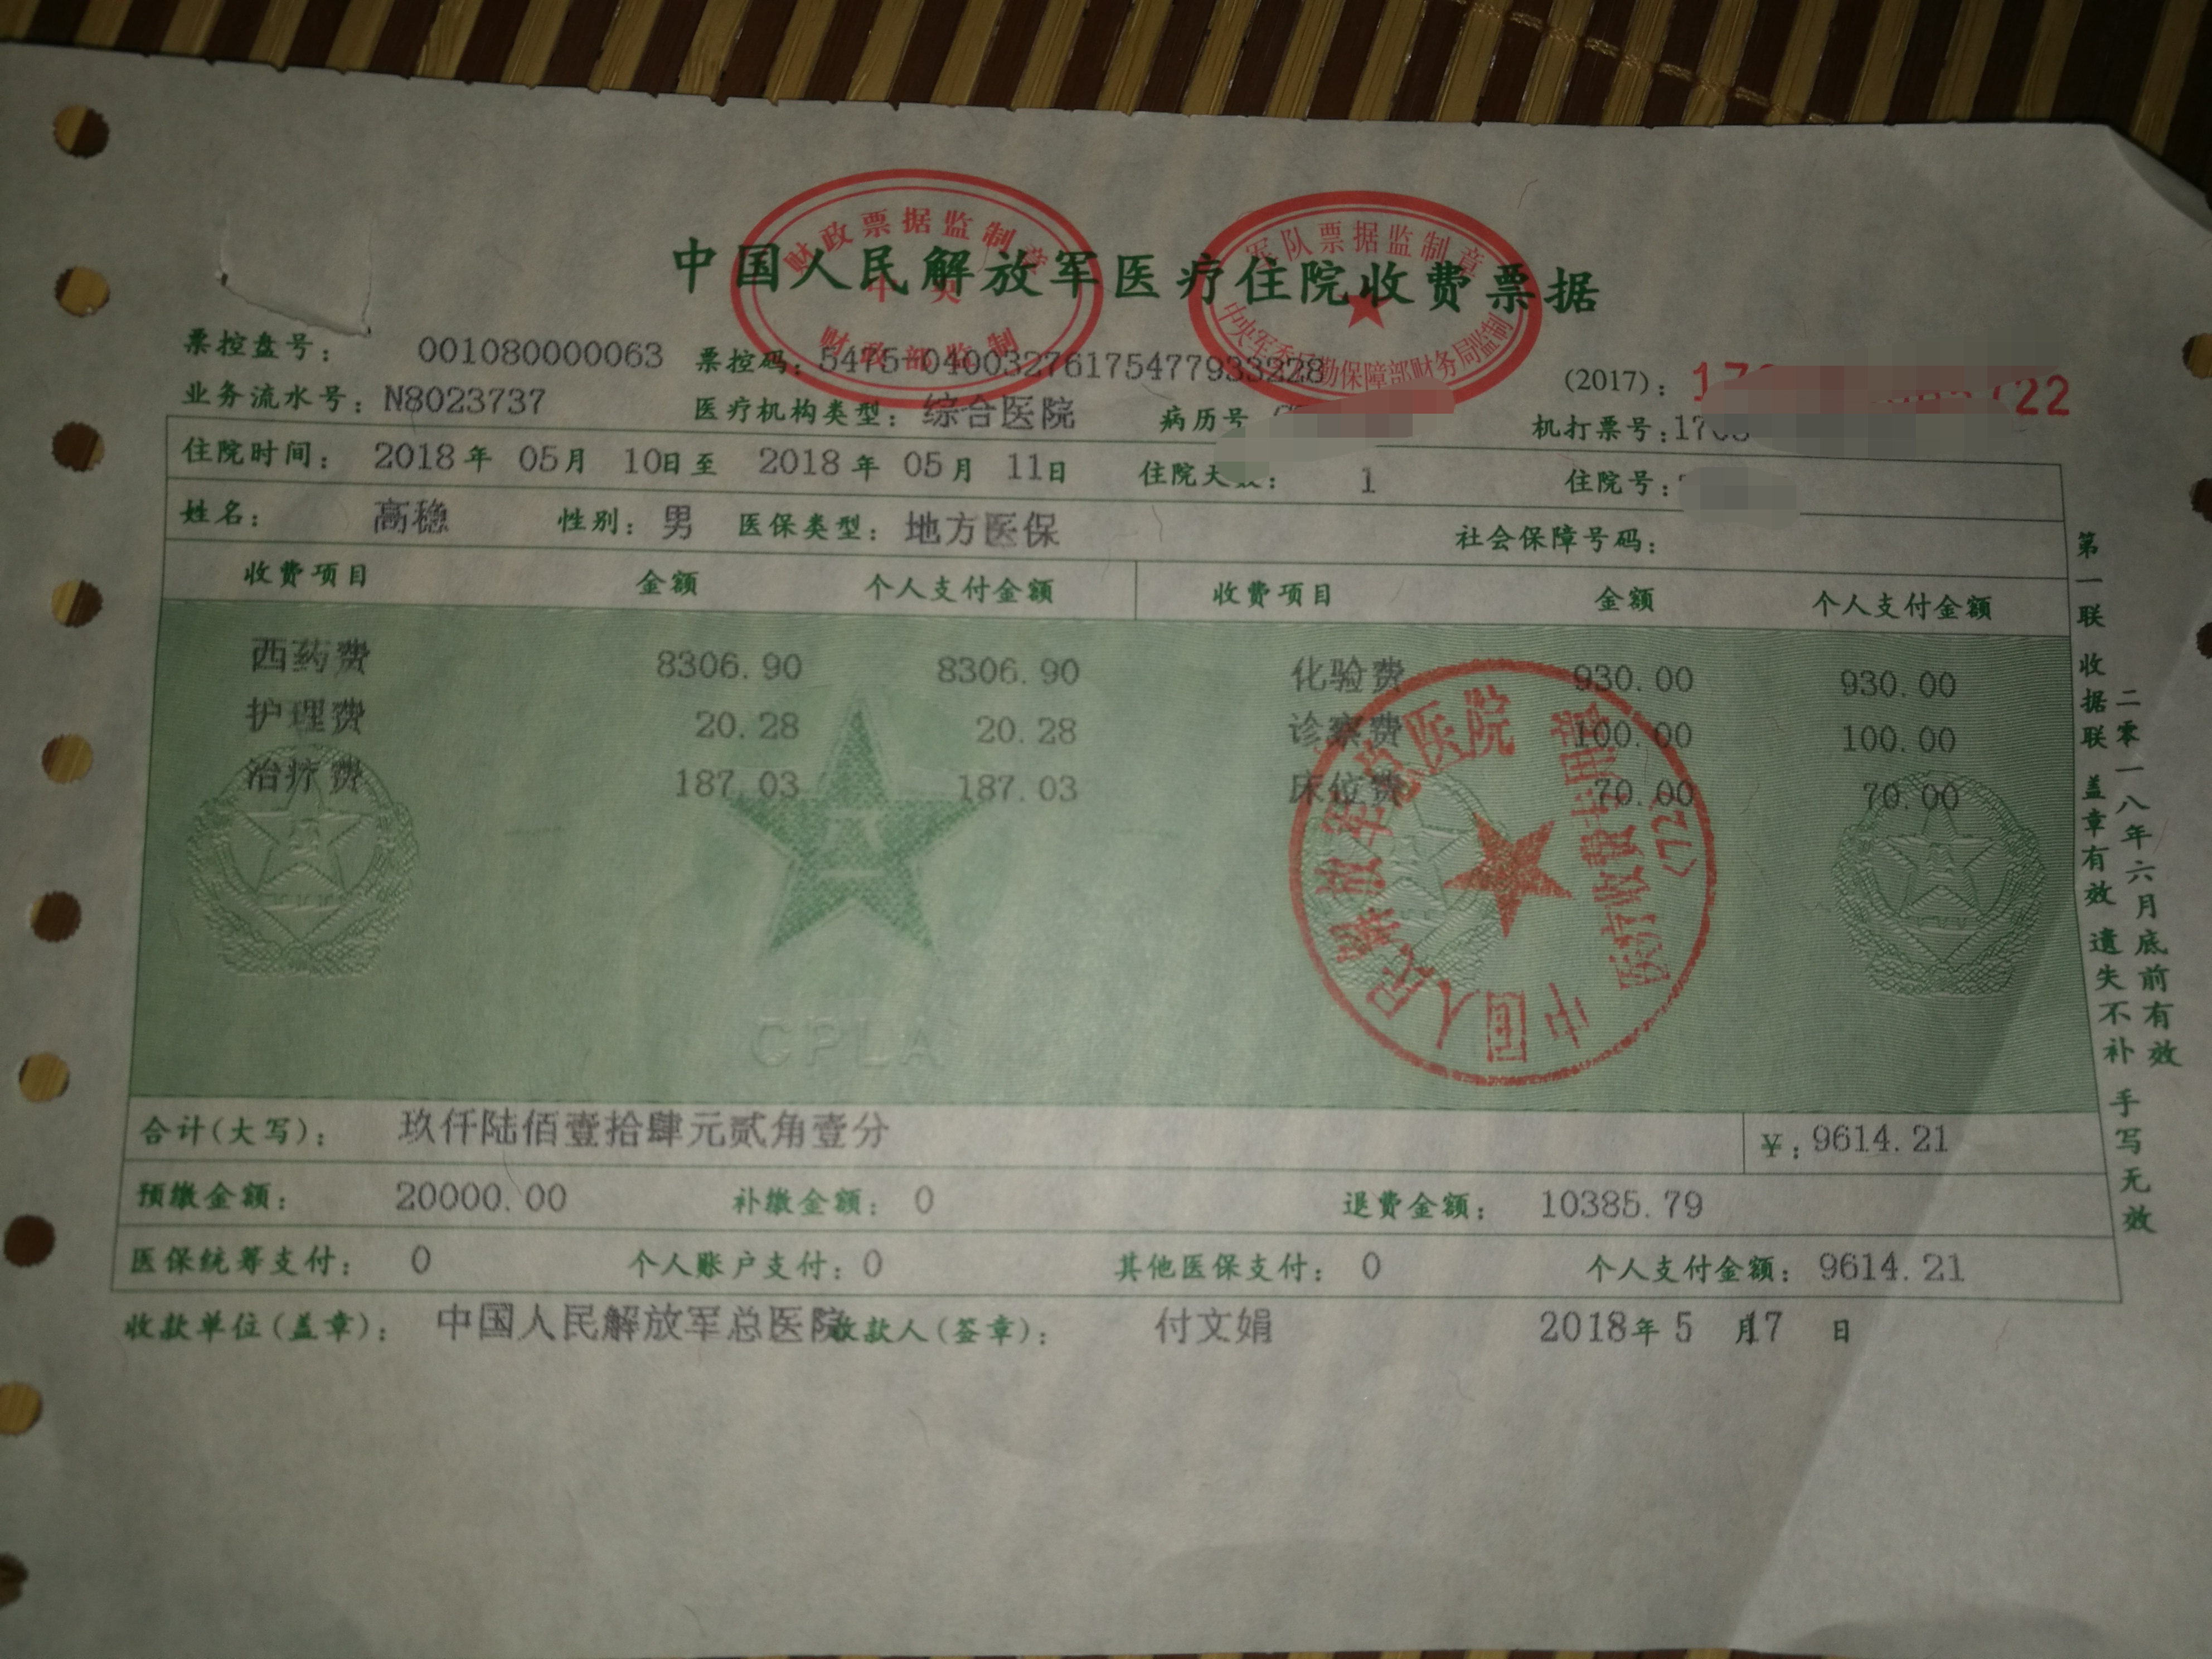 中国人民解放军医疗住院收费票据
财政票据监制章
中央
财政部监制
军队票据监制章
中央军委后勤保障部财务局监制
票控盘号： 001080000063 票控码：5475-04003276175477933228 (2017)：
业务流水号：N8023737 医疗机构类型：综合医院 病历号 机打票号：
住院时间： 2018年 05月 10日至 2018年 05月 11日 住院天 ： 1 住院号：
姓名： 高稳 性别：男 医保类型：地方医保 社会保障号码：
收费项目 金额 个人支付金额 收费项目 金额 个人支付金额
西药费 8306.90 8306.90 化验费 930.00 930.00
护理费 20.28 20.28 诊察费 100.00 100.00
治疗费 187.03 187.03 床位费 70.00 70.00
中国人民解放军总医院
医疗收费专用章
CPLA
合计(大写)： 玖仟陆佰壹拾肆元贰角壹分 ¥：9614.21
预缴金额： 20000.00 补缴金额：0 退费金额： 10385.79
医保统筹支付： 0 个人账户支付：0 其他医保支付： 0 个人支付金额：9614.21
收款单位(盖章)： 中国人民解放军总医院 收款人(签章)： 付文娟 2018年 5 月17 日
第一联 收据联 盖章有效 遗失不补 手写无效
二零一八年六月底前有效